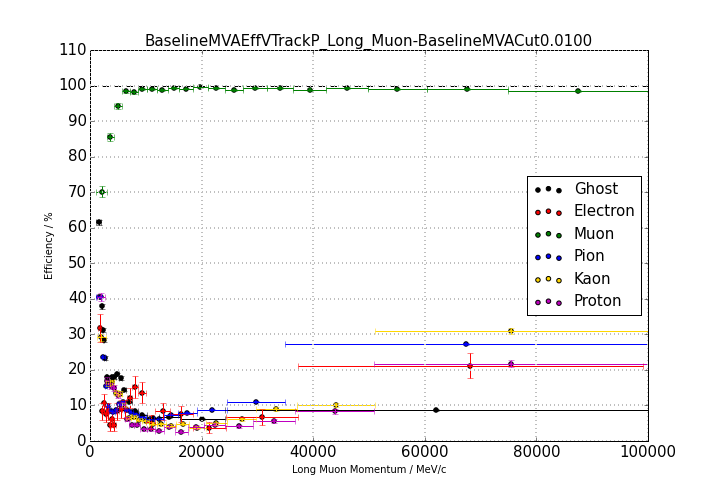 BaselineMVAEffVTrackP_Long_Muon-BaselineMVACut0.0100
110
100
90
80
70
60
50
40
30
20
10
0
Efficiency / %
Ghost
Electron
Muon
Pion
Kaon
Proton
0 20000 40000 60000 80000 100000
Long Muon Momentum / MeV/c